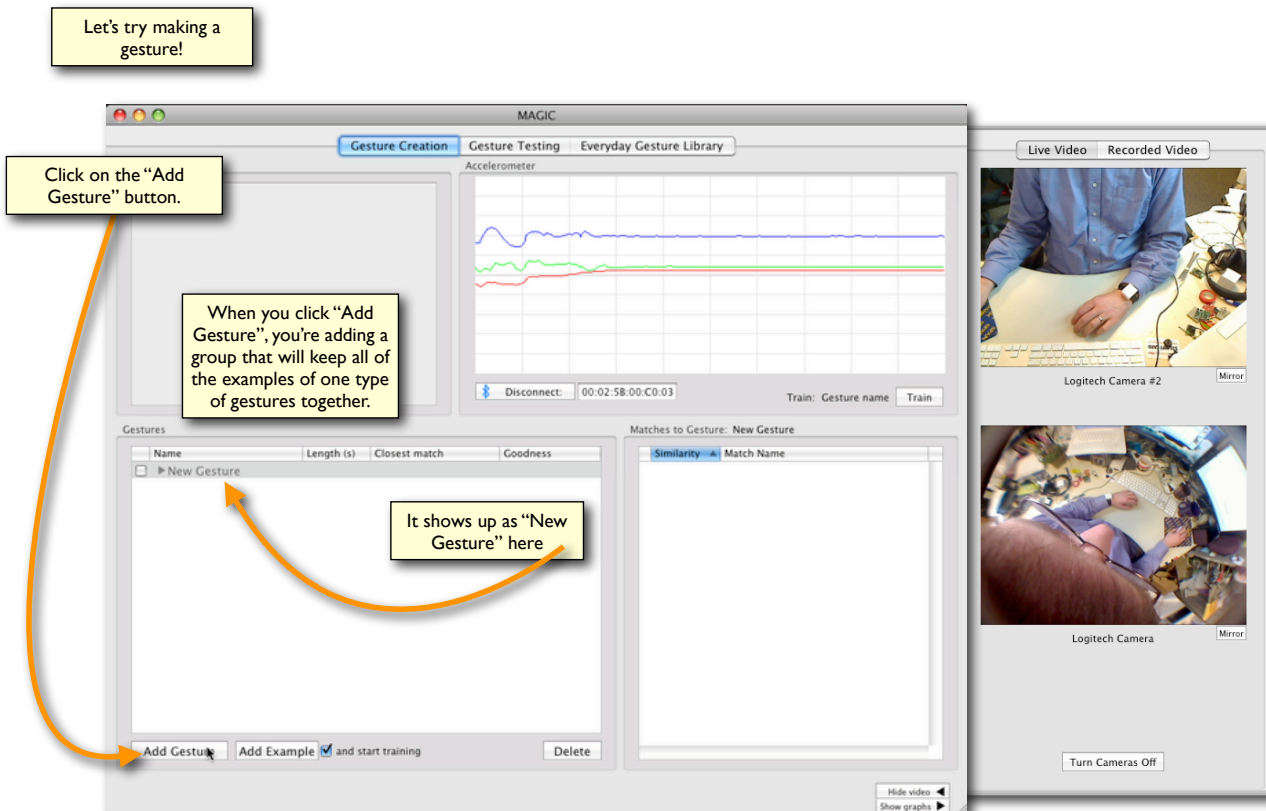 Let's try making a
gesture!
MAGIC
Gesture Creation Gesture Testing Everyday Gesture Library
Live Video Recorded Video
Accelerometer
Click on the “Add
Gesture” button.
When you click “Add
Gesture”, you're adding a
group that will keep all of
the examples of one type
of gestures together.
Disconnect: 00:02:5B:00:C0:03
Train: Gesture name Train
Logitech Camera #2 Mirror
Gestures
Name Length (s) Closest match Goodness
New Gesture
It shows up as “New
Gesture” here
Matches to Gesture: New Gesture
Similarity Match Name
Logitech Camera Mirror
Add Gesture Add Example and start training Delete
Turn Cameras Off
Hide video
Show graphs